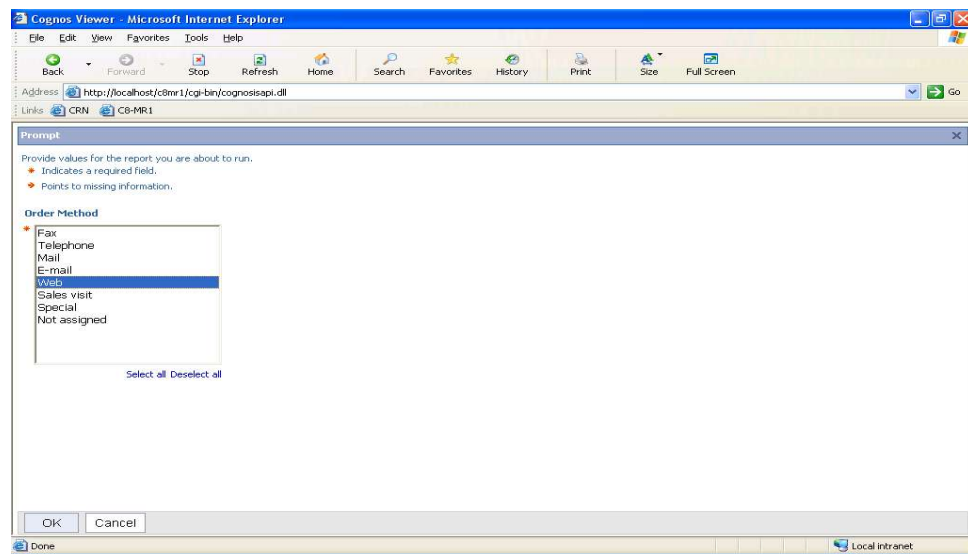 Cognos Viewer - Microsoft Internet Explorer
File Edit View Favorites Tools Help
Back Forward Stop Refresh Home Search Favorites History Print Size Full Screen
Address http://localhost/c8mr1/cgi-bin/cognosisapi.dll Go
Links CRN C8-MR1
Prompt
Provide values for the report you are about to run.
* Indicates a required field.
Points to missing information.
Order Method
* Fax
Telephone
Mail
E-mail
Web
Sales visit
Special
Not assigned
Select all Deselect all
OK Cancel
Done Local intranet